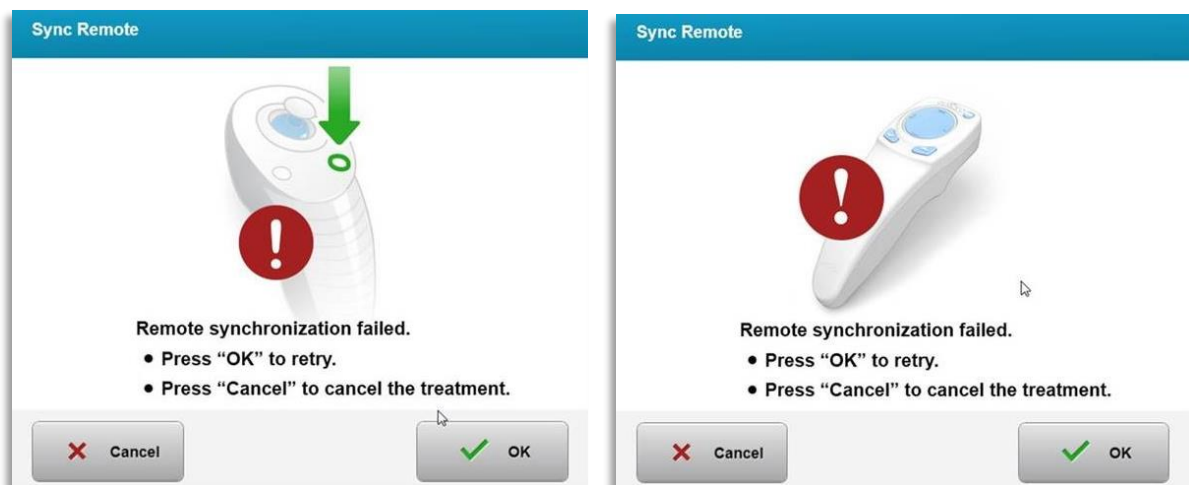 Sync Remote
Remote synchronization failed.
● Press “OK” to retry.
● Press “Cancel” to cancel the treatment.
Cancel
OK
Sync Remote
Remote synchronization failed.
● Press “OK” to retry.
● Press “Cancel” to cancel the treatment.
Cancel
OK